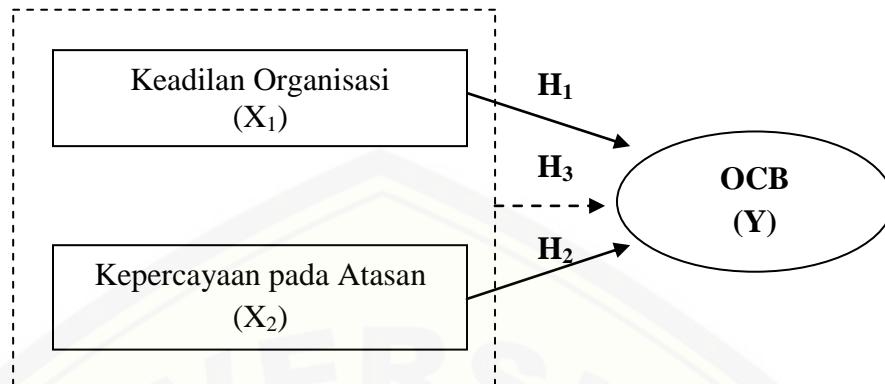 Keadilan Organisasi
(X₁)
H₁
H₃
OCB
(Y)
H₂
Kepercayaan pada Atasan
(X₂)